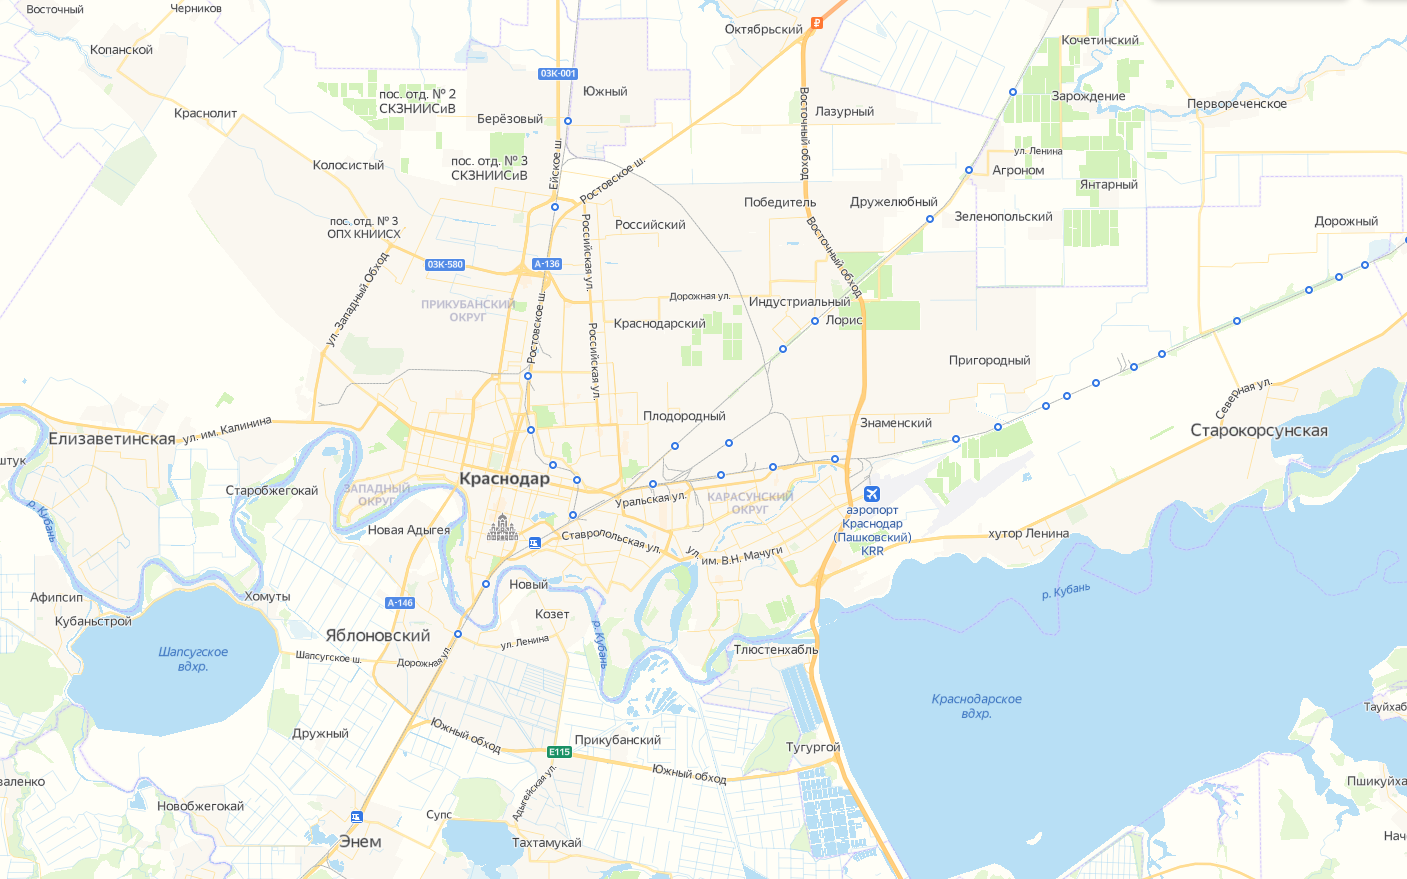 Восточный
Черников
Октябрьский
₽
Копанской
Кочетинский
03К-001
Южный
пос. отд. № 2
СКЗНИИСиВ
Зарождение
Первореченское
Краснолит
Берёзовый
Лазурный
Восточный обход
Ейское ш.
ул. Ленина
Колосистый
пос. отд. № 3
СКЗНИИСиВ
Ростовское ш.
Агроном
Янтарный
Победитель
Дружелюбный
Зеленопольский
пос. отд. № 3
ОПХ КНИИСХ
Российский
Российская ул.
Дорожный
Восточный обход
03К-580
А-136
ул. Западный Обход
ПРИКУБАНСКИЙ
ОКРУГ
Дорожная ул.
Индустриальный
Ростовское ш.
Краснодарский
Лорис
Российская ул.
Пригородный
Северная ул.
Плодородный
Знаменский
Елизаветинская
ул. им. Калинина
Старокорсунская
штук
Краснодар
Старобжегокай
ЗАПАДНЫЙ
ОКРУГ
Уральская ул.
КАРАСУНСКИЙ
ОКРУГ
р. Кубань
аэропорт
Краснодар
(Пашковский)
KRR
Новая Адыгея
Ставропольская ул.
хутор Ленина
ул. им. В.Н. Мачуги
Новый
р. Кубань
Афипсип
Хомуты
А-146
Козет
Кубаньстрой
Яблоновский
ул. Ленина
р. Кубань
Шапсугское
вдхр.
Шапсугское ш.
Дорожная ул.
Тлюстенхабль
Краснодарское
вдхр.
Тауйхаб
Дружный
Южный обход
Прикубанский
Тугургой
Е115
Южный обход
валенко
Пшикуйха
Новобжегокай
Адыгейская ул.
Супс
Энем
Тахтамукай
Нач